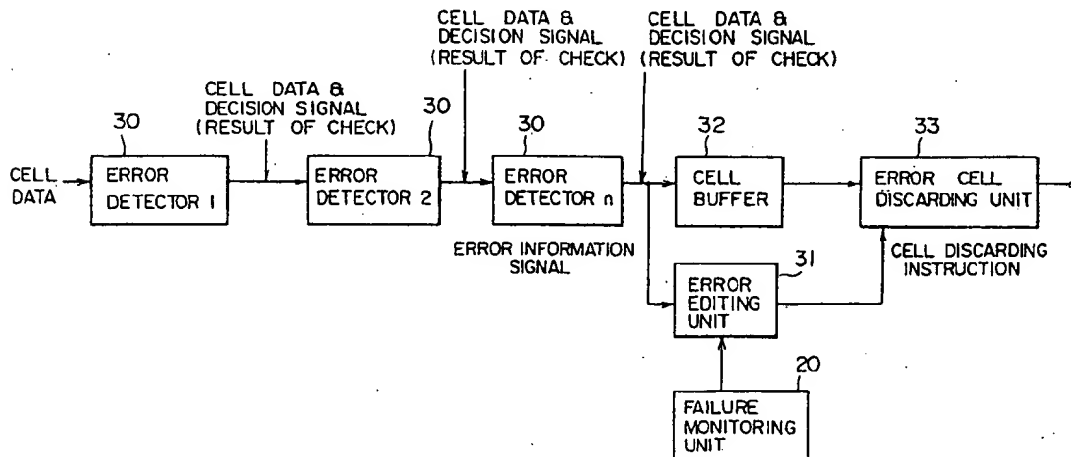 CELL DATA &
DECISION SIGNAL
(RESULT OF CHECK)
CELL DATA &
DECISION SIGNAL
(RESULT OF CHECK)
CELL DATA &
DECISION SIGNAL
(RESULT OF CHECK)
30
30
30
32
33
CELL
DATA
ERROR
DETECTOR 1
ERROR
DETECTOR 2
ERROR
DETECTOR n
CELL
BUFFER
ERROR CELL
DISCARDING UNIT
ERROR INFORMATION
SIGNAL
31
CELL DISCARDING
INSTRUCTION
ERROR
EDITING
UNIT
20
FAILURE
MONITORING
UNIT